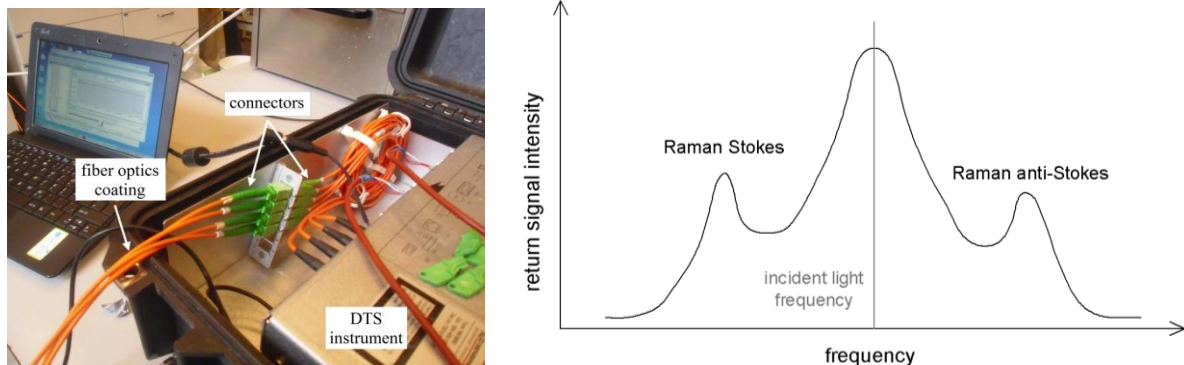 connectors
fiber optics
coating
DTS
instrument
return signal intensity
Raman Stokes
Raman anti-Stokes
incident light
frequency
frequency